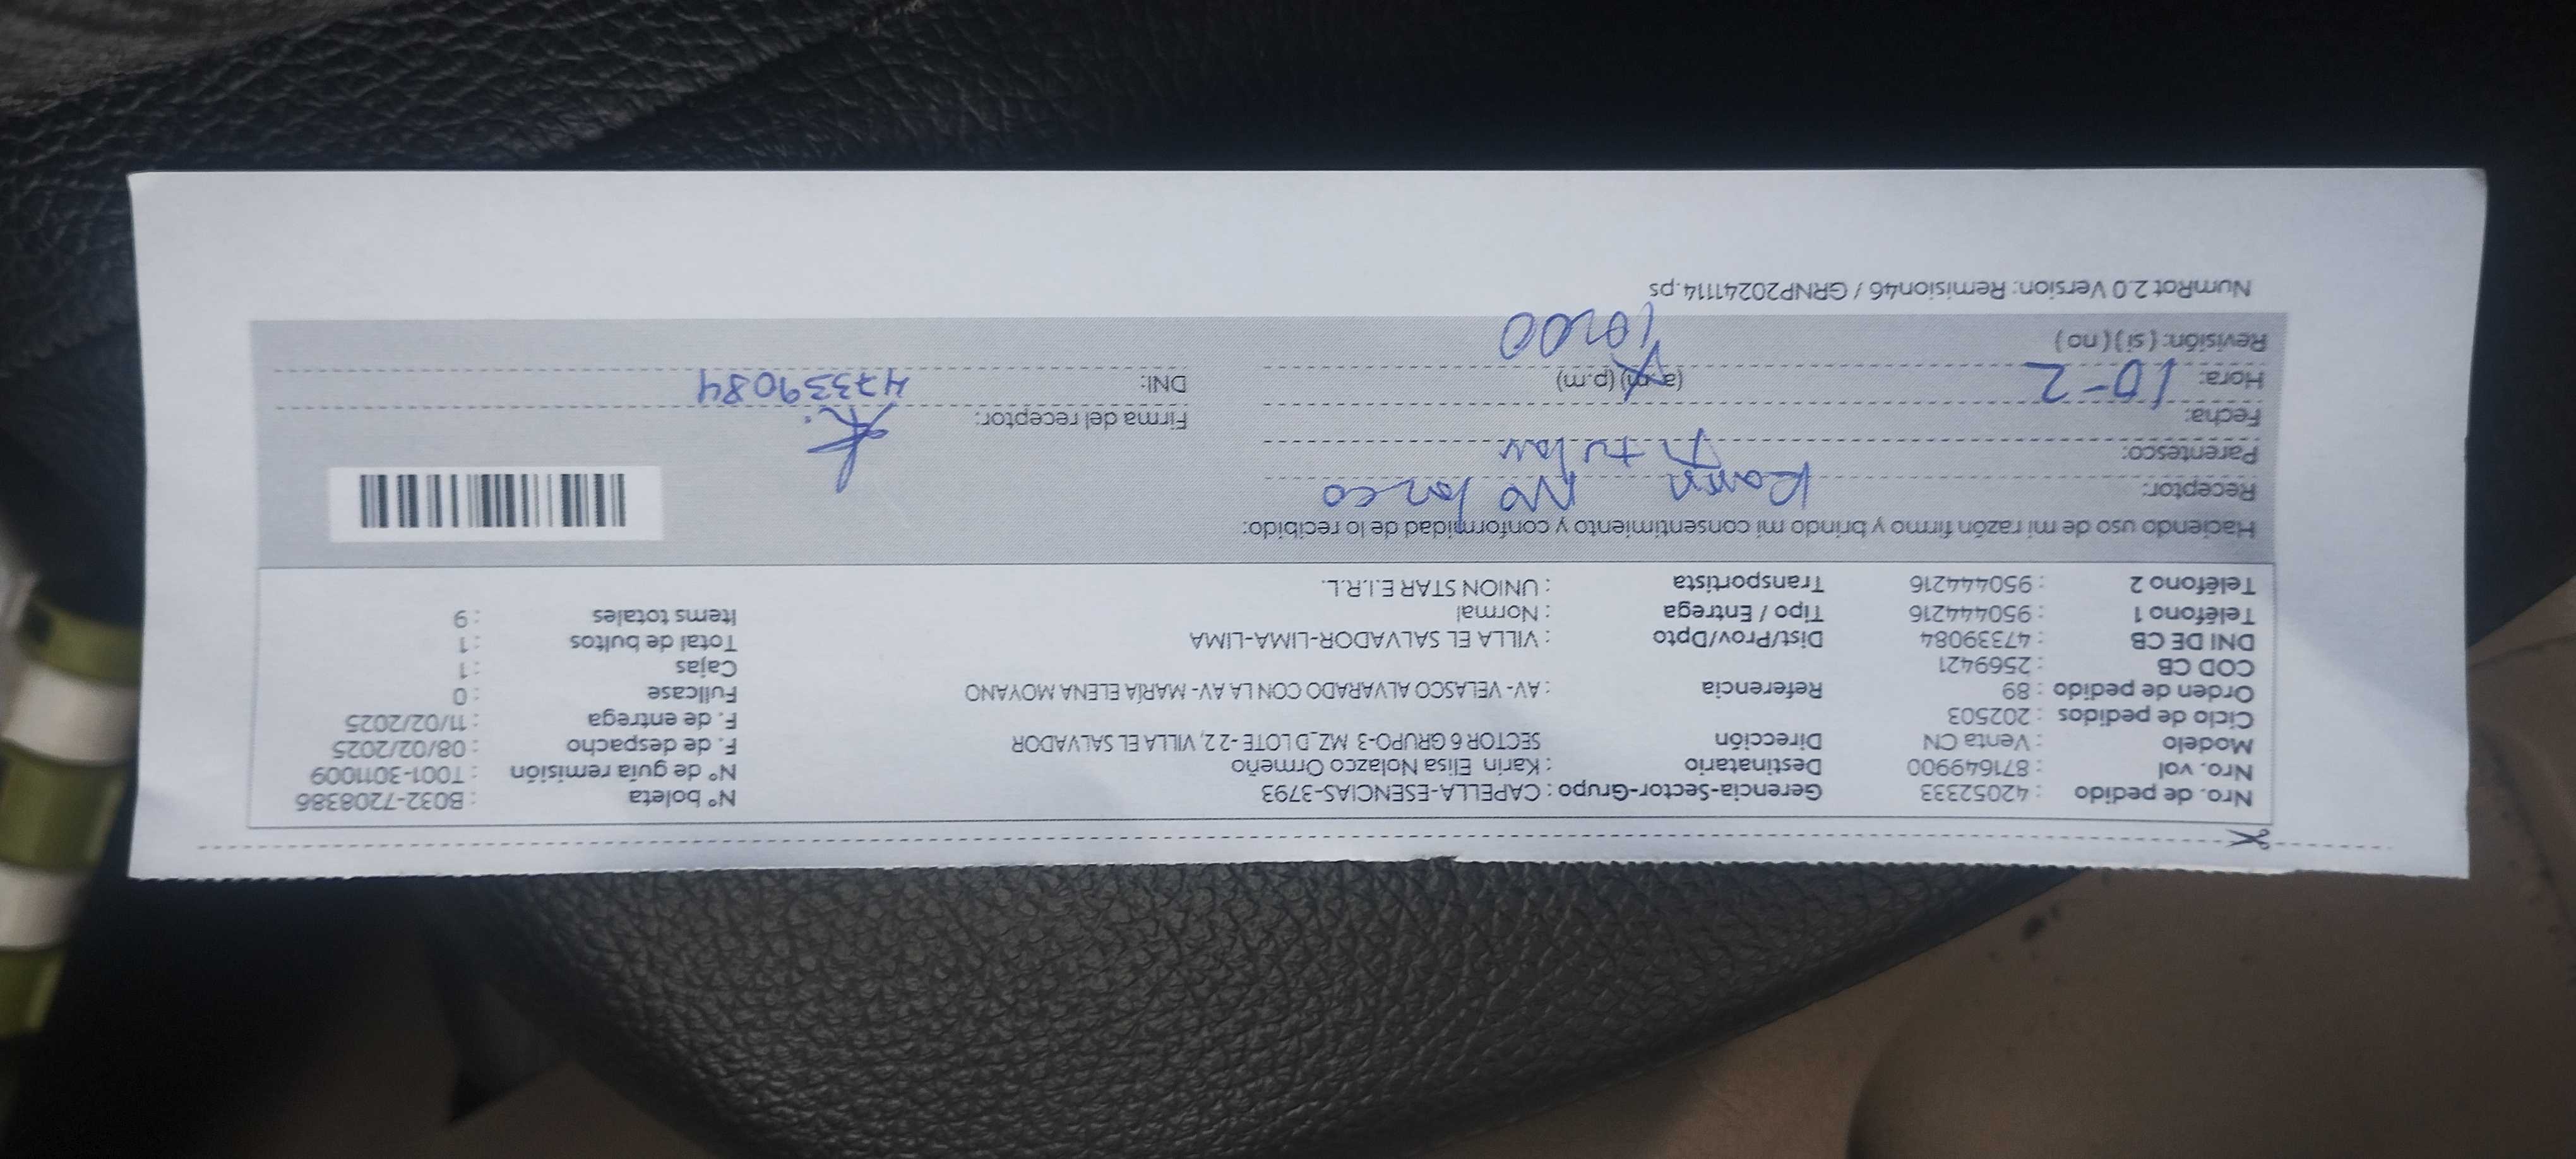 Nro. de pedido : 42052333 Gerencia-Sector-Grupo : CAPELLA-ESENCIAS-3793 N° boleta : B032-7208386
Nro. vol : 871649900 Destinatario : Karin Elisa Nolazco Ormeño N° de guía remisión : T001-3011009
Modelo : Venta CN Dirección SECTOR 6 GRUPO-3 MZ_D LOTE -22, VILLA EL SALVADOR F. de despacho : 08/02/2025
Ciclo de pedidos : 202503 F. de entrega : 11/02/2025
Orden de pedido : 89 Referencia : AV- VELASCO ALVARADO CON LA AV- MARÍA ELENA MOYANO Fullcase : 0
COD CB : 2569421 Cajas : 1
DNI DE CB : 47339084 Dist/Prov/Dpto : VILLA EL SALVADOR-LIMA-LIMA Total de bultos : 1
Teléfono 1 : 950444216 Tipo / Entrega : Normal Items totales : 9
Teléfono 2 : 950444216 Transportista : UNION STAR E.I.R.L.
Haciendo uso de mi razón firmo y brindo mi consentimiento y conformidad de lo recibido:
Receptor: Karin Nolazco
Parentesco: titular
Fecha: 10-2 Firma del receptor:
Hora: (a.m) (p.m) 10:00 DNI: 47339084
Revisión: ( si ) ( no )
NumRot 2.0 Version: Remision46 / GRNP20241114.ps